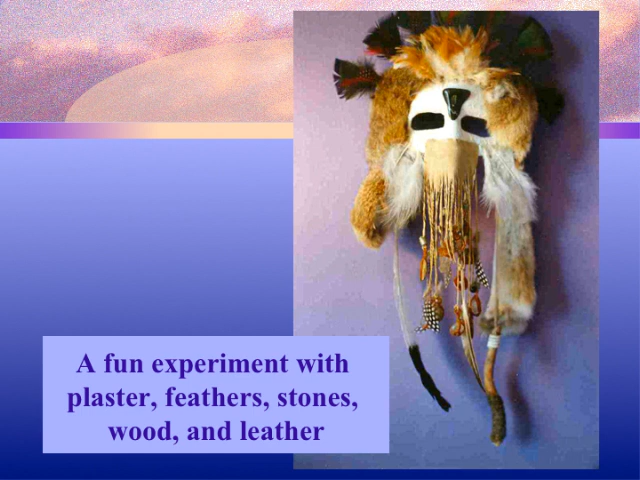 A fun experiment with
plaster, feathers, stones,
wood, and leather